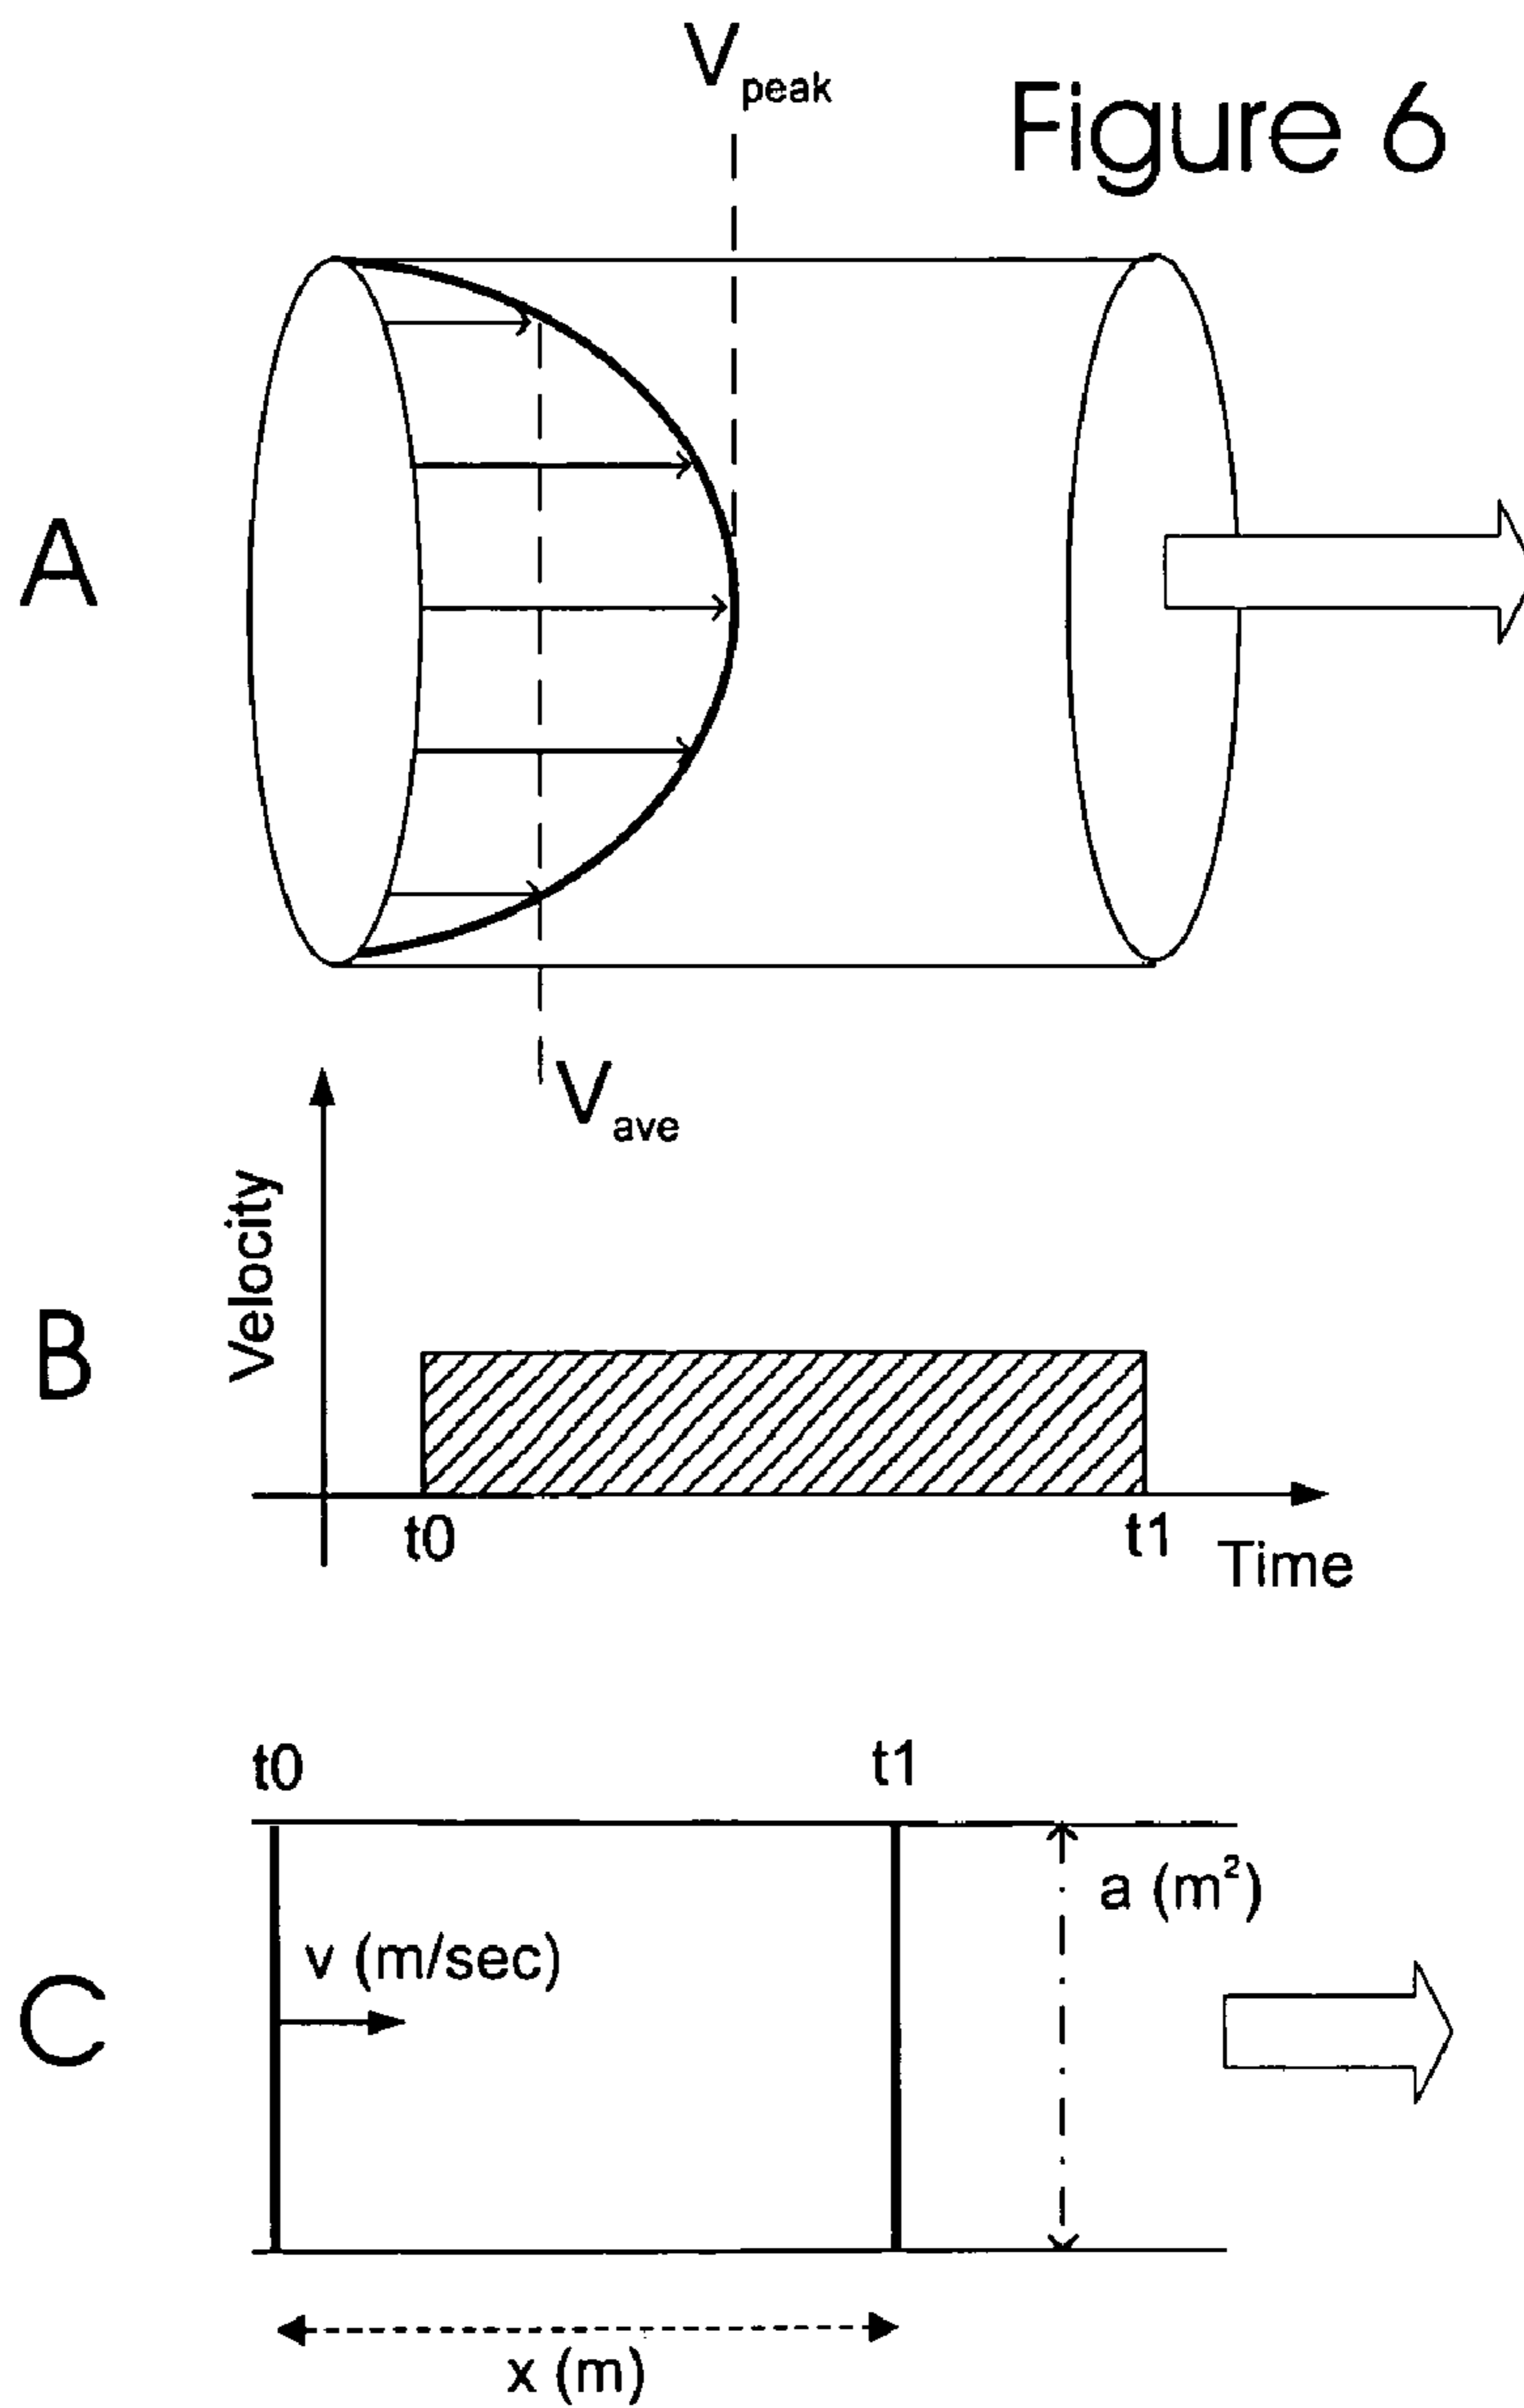 V peak
Figure 6
A
V ave
Velocity
B
t0
t1
Time
t0
t1
a (m²)
v (m/sec)
C
x (m)